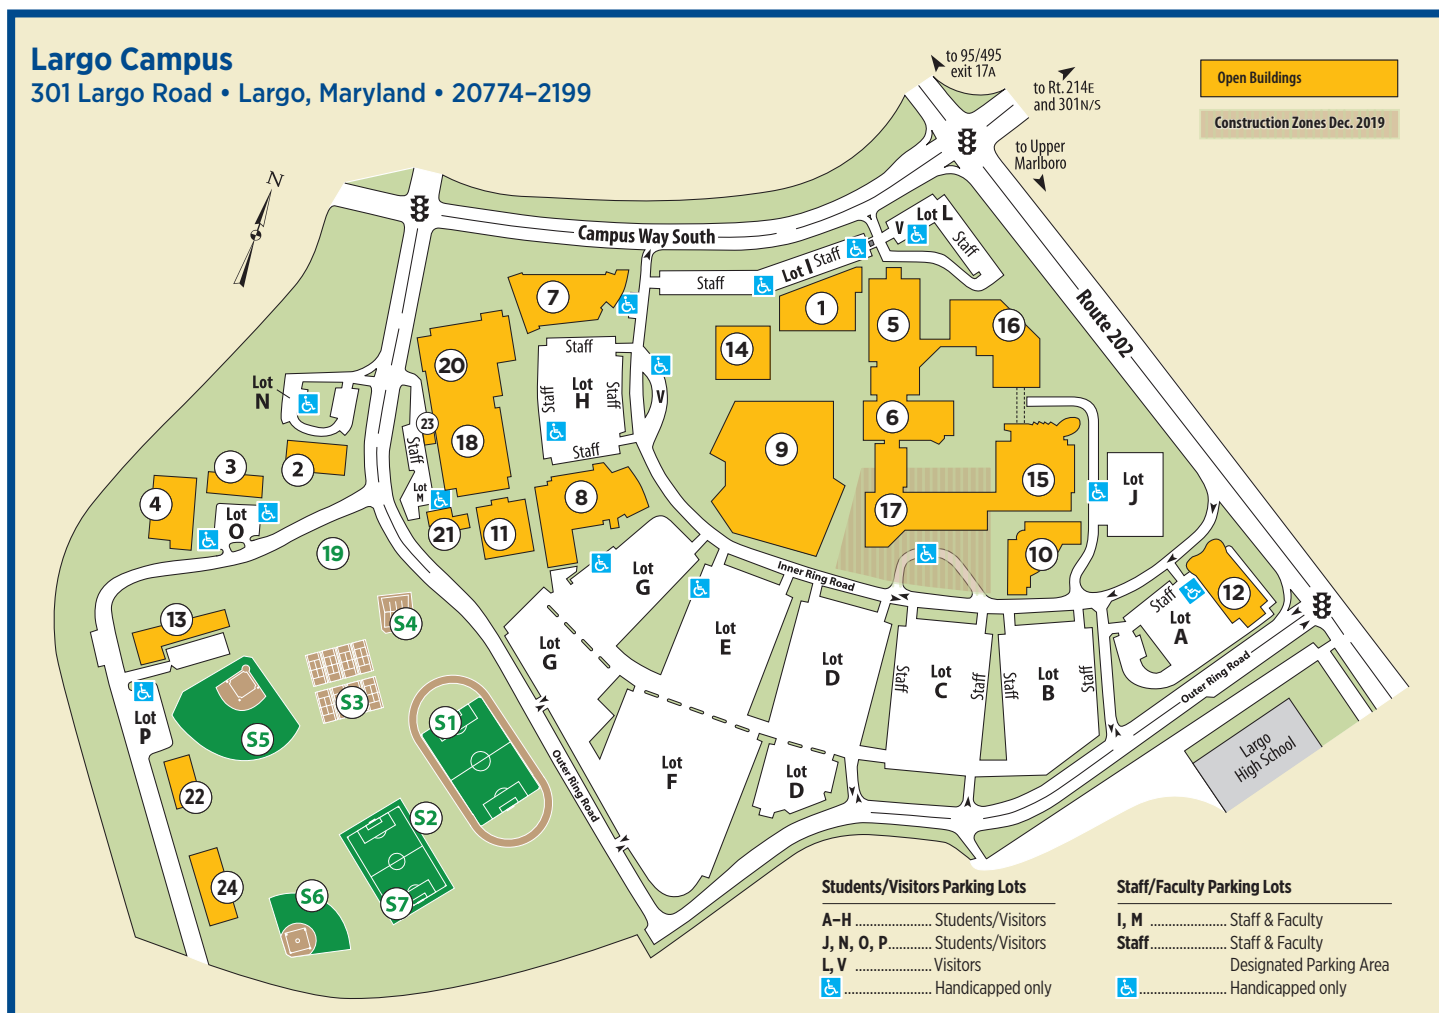 Largo Campus
301 Largo Road • Largo, Maryland • 20774–2199
to 95/495
exit 17A
to Rt. 214E
and 301N/S
to Upper
Marlboro
Open Buildings
Construction Zones Dec. 2019
N
Campus Way South
Route 202
Lot L
V
Staff
Lot I Staff
Staff
7
1
5
16
14
20
Staff
Lot
H
Staff
Staff
Staff
V
Lot
N
23
18
Staff
Lot
M
6
9
3
2
4
Lot
O
8
15
Lot
J
17
21
11
19
10
Inner Ring Road
Lot
G
12
Staff
Lot
A
13
S4
Lot
G
Lot
E
Lot
D
Staff
Lot
C
Staff
Staff
Lot
B
Staff
Outer Ring Road
S3
S1
S5
Lot
P
Largo
High School
Outer Ring Road
Lot
F
Lot
D
22
S2
24
S6
S7
Students/Visitors Parking Lots
A–H .................. Students/Visitors
J, N, O, P.......... Students/Visitors
L, V ..................... Visitors
........................ Handicapped only
Staff/Faculty Parking Lots
I, M ..................... Staff & Faculty
Staff..................... Staff & Faculty
Designated Parking Area
........................ Handicapped only